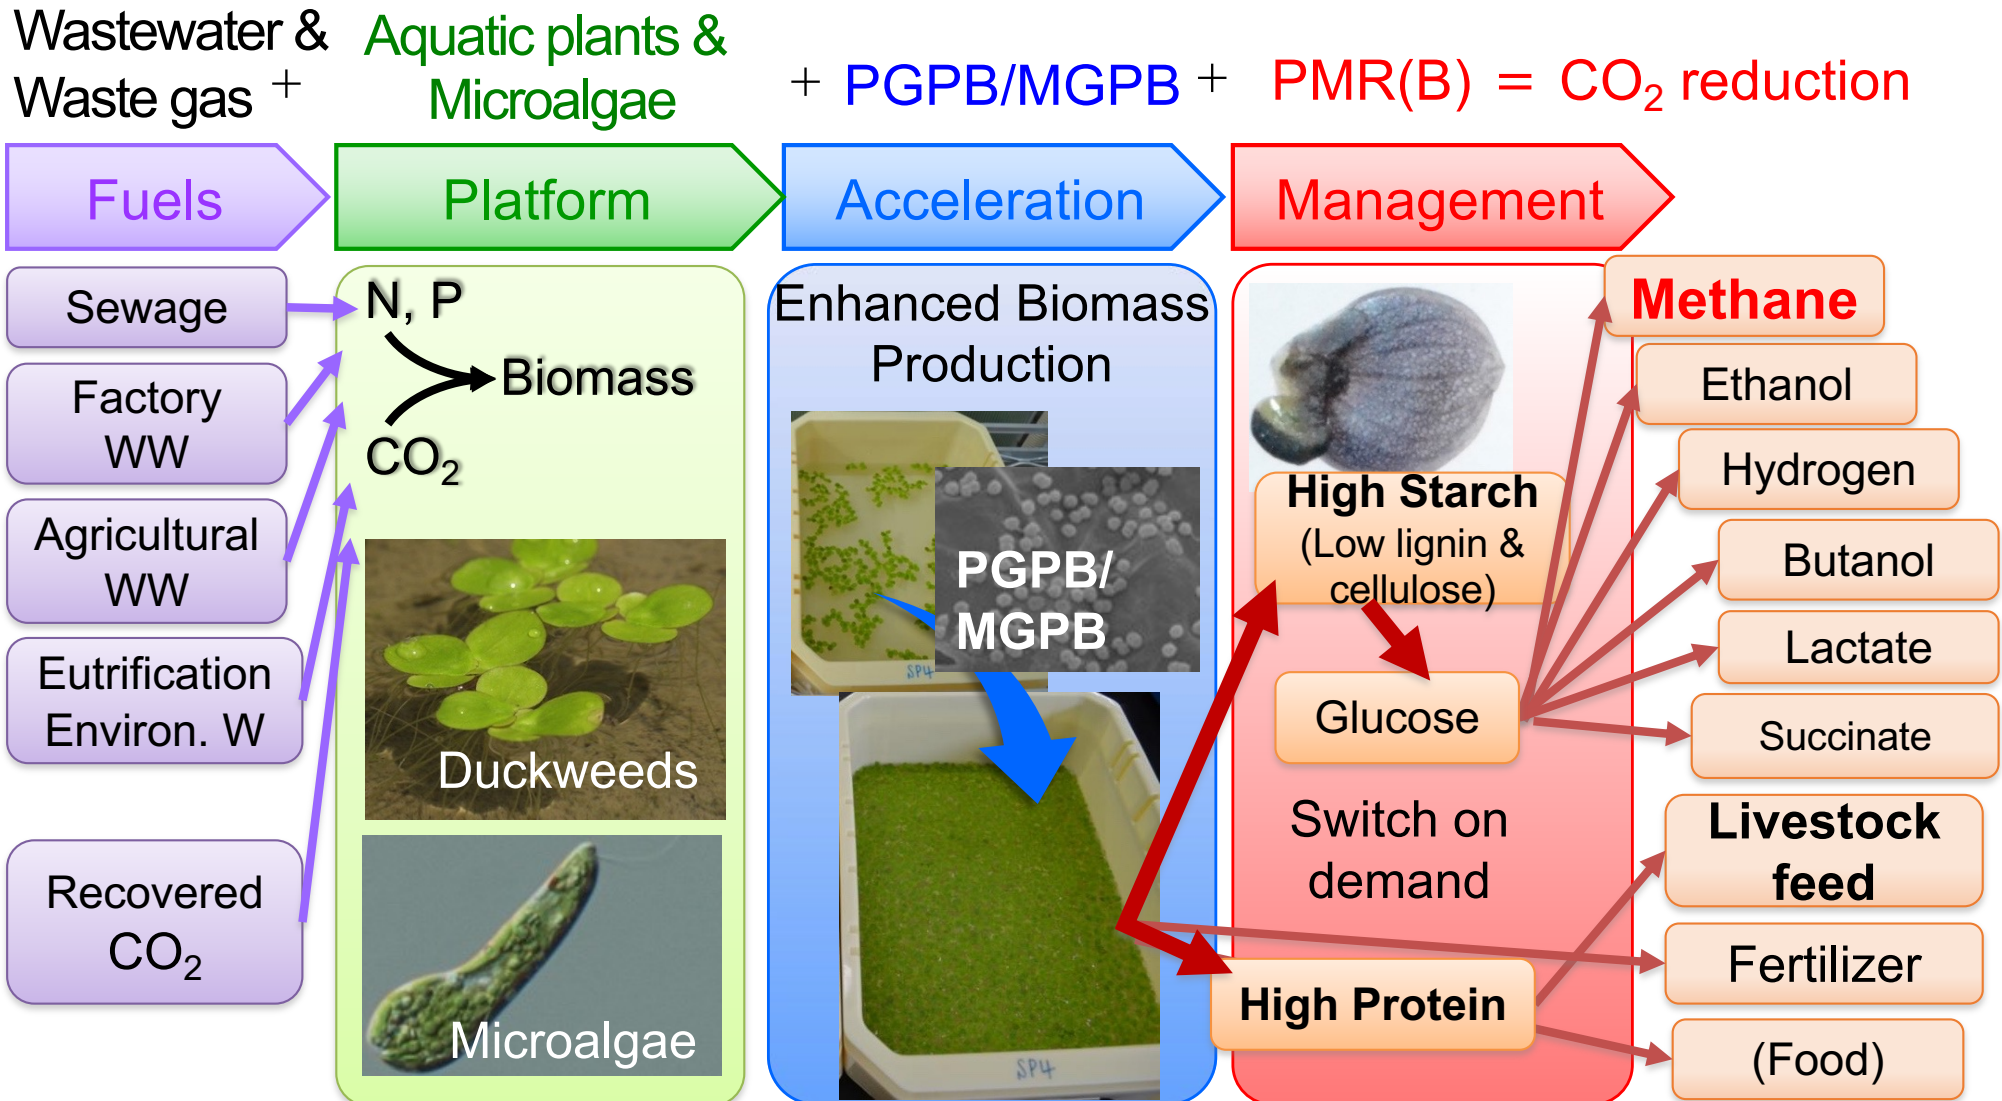 Wastewater &
Waste gas +
Aquatic plants &
Microalgae
+ PGPB/MGPB +
PMR(B) = CO₂ reduction
Fuels
Platform
Acceleration
Management
Sewage
Factory
WW
Agricultural
WW
Eutrification
Environ. W
Recovered
CO₂
N, P
Biomass
CO₂
Duckweeds
Microalgae
Enhanced Biomass
Production
SP4
PGPB/
MGPB
SP4
High Starch
(Low lignin &
cellulose)
Glucose
Switch on
demand
High Protein
Methane
Ethanol
Hydrogen
Butanol
Lactate
Succinate
Livestock
feed
Fertilizer
(Food)